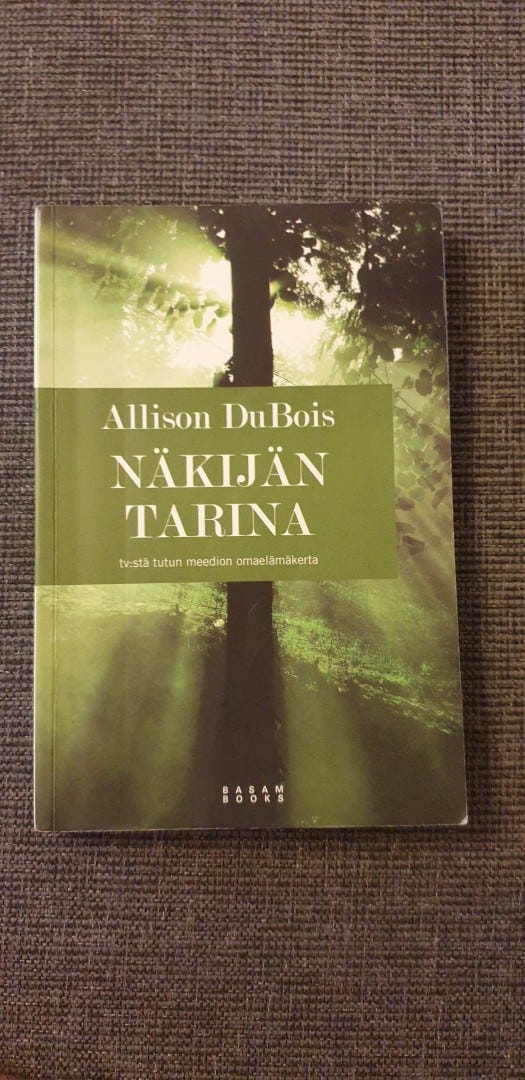 Allison DuBois
NÄKIJÄN
TARINA
tv:stä tutun meedion omaelämäkerta
BASAM
BOOKS